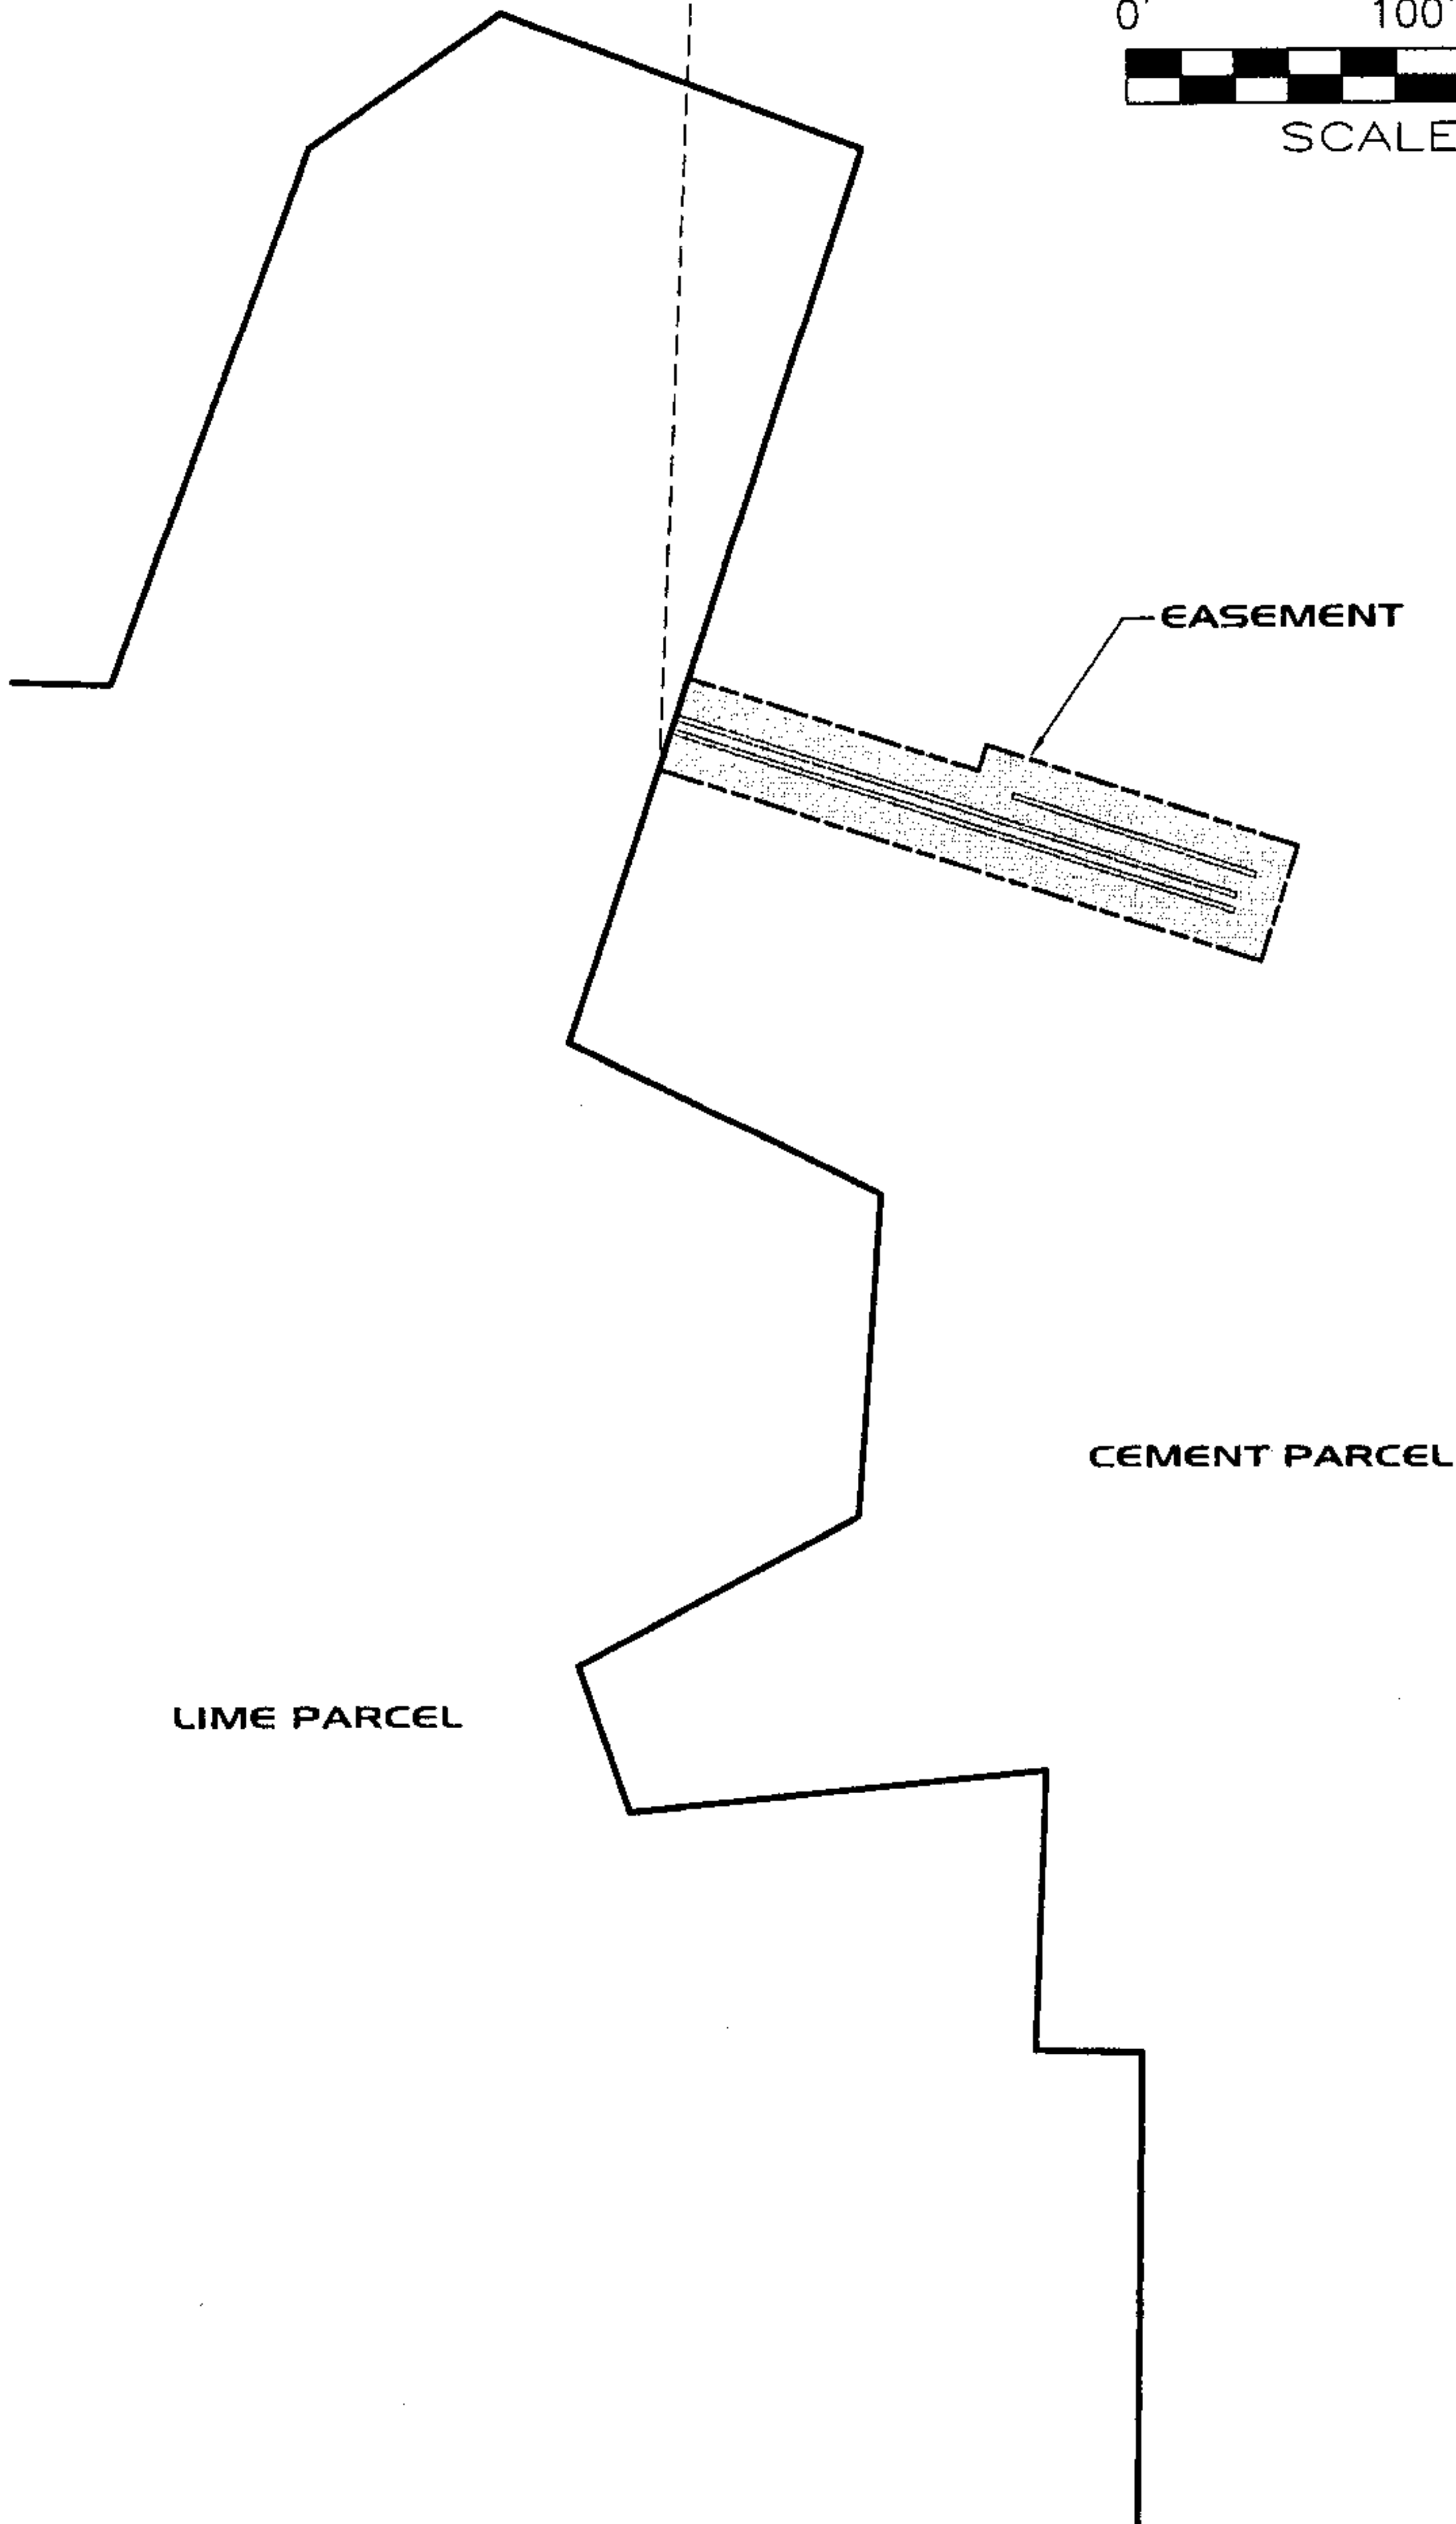 0' 100'
SCALE
EASEMENT
CEMENT PARCEL
LIME PARCEL